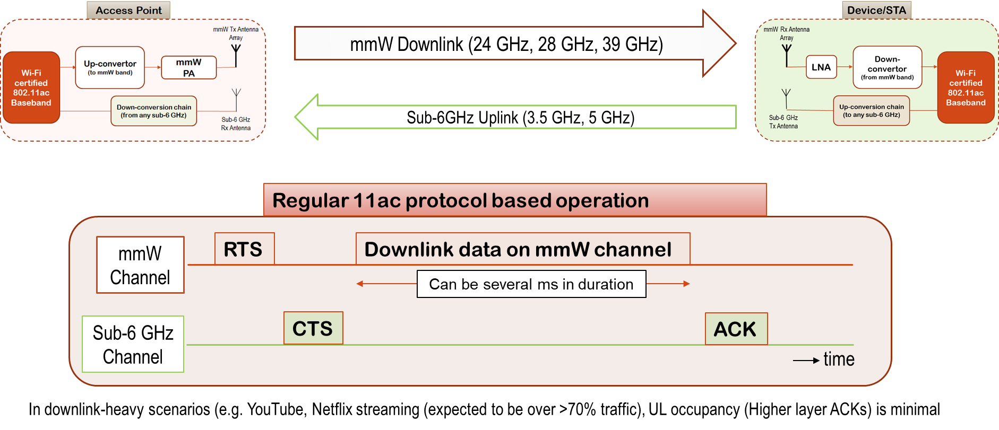 Access Point
mmW Tx Antenna
Array
Wi-Fi
certified
802.11ac
Baseband
Up-convertor
(to mmW band)
mmW
PA
Down-conversion chain
(from any sub-6 GHz)
Sub-6 GHz
Rx Antenna
mmW Downlink (24 GHz, 28 GHz, 39 GHz)
Sub-6GHz Uplink (3.5 GHz, 5 GHz)
Device/STA
mmW Rx Antenna
Array
LNA
Down-
convertor
(from mmW band)
Wi-Fi
certified
802.11ac
Baseband
Up-conversion chain
(to any sub-6 GHz)
Sub-6 GHz
Tx Antenna
Regular 11ac protocol based operation
mmW
Channel
RTS
Downlink data on mmW channel
Can be several ms in duration
Sub-6 GHz
Channel
CTS
ACK
time
In downlink-heavy scenarios (e.g. YouTube, Netflix streaming (expected to be over >70% traffic), UL occupancy (Higher layer ACKs) is minimal